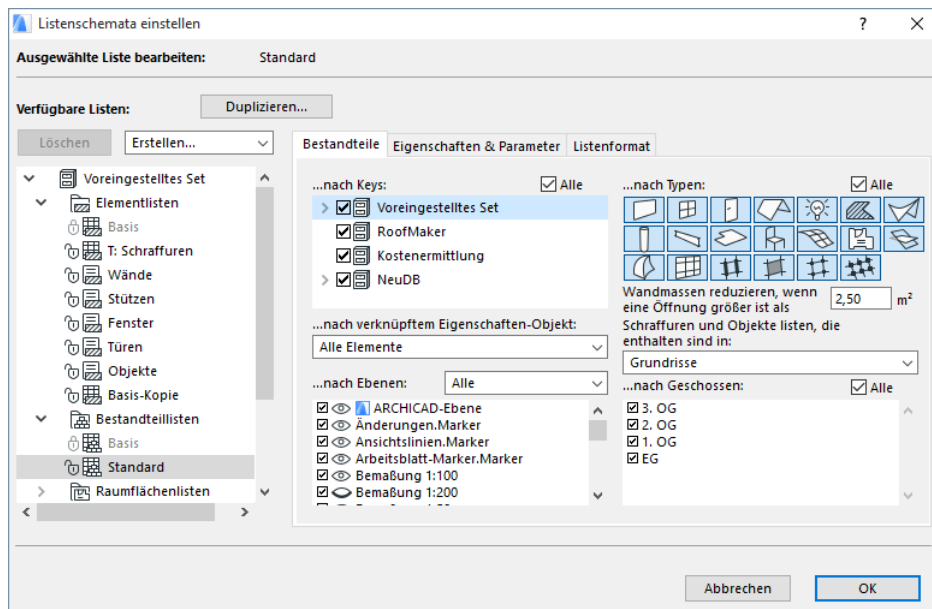 Listenschemata einstellen
?
Ausgewählte Liste bearbeiten: Standard
Verfügbare Listen:
Duplizieren...
Löschen
Erstellen...
Voreingestelltes Set
Elementlisten
Basis
T: Schraffuren
Wände
Stützen
Fenster
Türen
Objekte
Basis-Kopie
Bestandteillisten
Basis
Standard
Raumflächenlisten
Bestandteile
Eigenschaften & Parameter
Listenformat
...nach Keys:
Alle
Voreingestelltes Set
RoofMaker
Kostenermittlung
NeuDB
...nach verknüpftem Eigenschaften-Objekt:
Alle Elemente
...nach Ebenen:
Alle
ARCHICAD-Ebene
Änderungen.Marker
Ansichtslinien.Marker
Arbeitsblatt-Marker.Marker
Bemaßung 1:100
Bemaßung 1:200
...nach Typen:
Alle
Wandmassen reduzieren, wenn
eine Öffnung größer ist als
2,50 m²
Schraffuren und Objekte listen, die
enthalten sind in:
Grundrisse
...nach Geschossen:
Alle
3. OG
2. OG
1. OG
EG
Abbrechen
OK